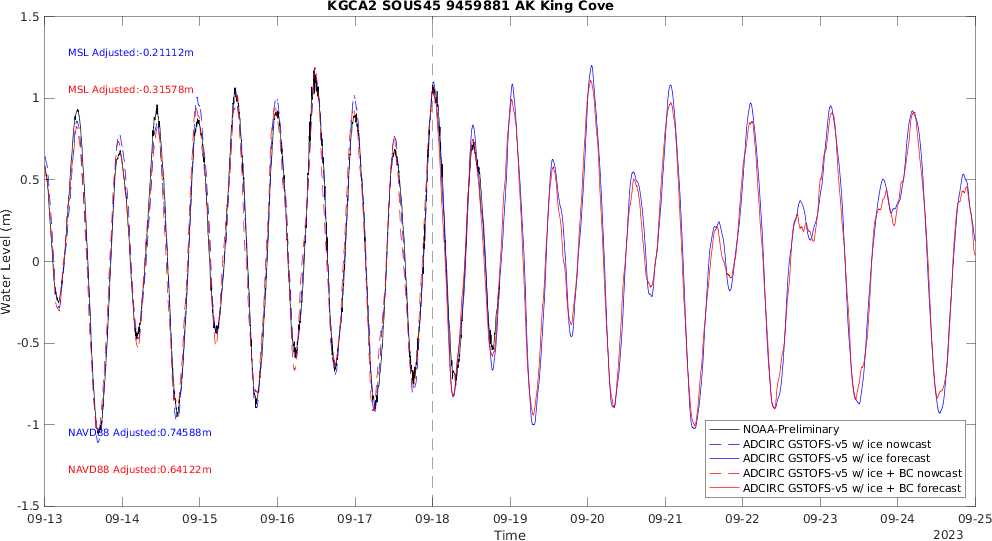 KGCA2 SOUS45 9459881 AK King Cove
1.5
1
0.5
0
-0.5
-1
-1.5
Water Level (m)
MSL Adjusted:-0.21112m
MSL Adjusted:-0.31578m
NAVD88 Adjusted:0.74588m
NAVD88 Adjusted:0.64122m
NOAA-Preliminary
ADCIRC GSTOFS-v5 w/ ice nowcast
ADCIRC GSTOFS-v5 w/ ice forecast
ADCIRC GSTOFS-v5 w/ ice + BC nowcast
ADCIRC GSTOFS-v5 w/ ice + BC forecast
09-13 09-14 09-15 09-16 09-17 09-18 09-19 09-20 09-21 09-22 09-23 09-24 09-25
Time
2023